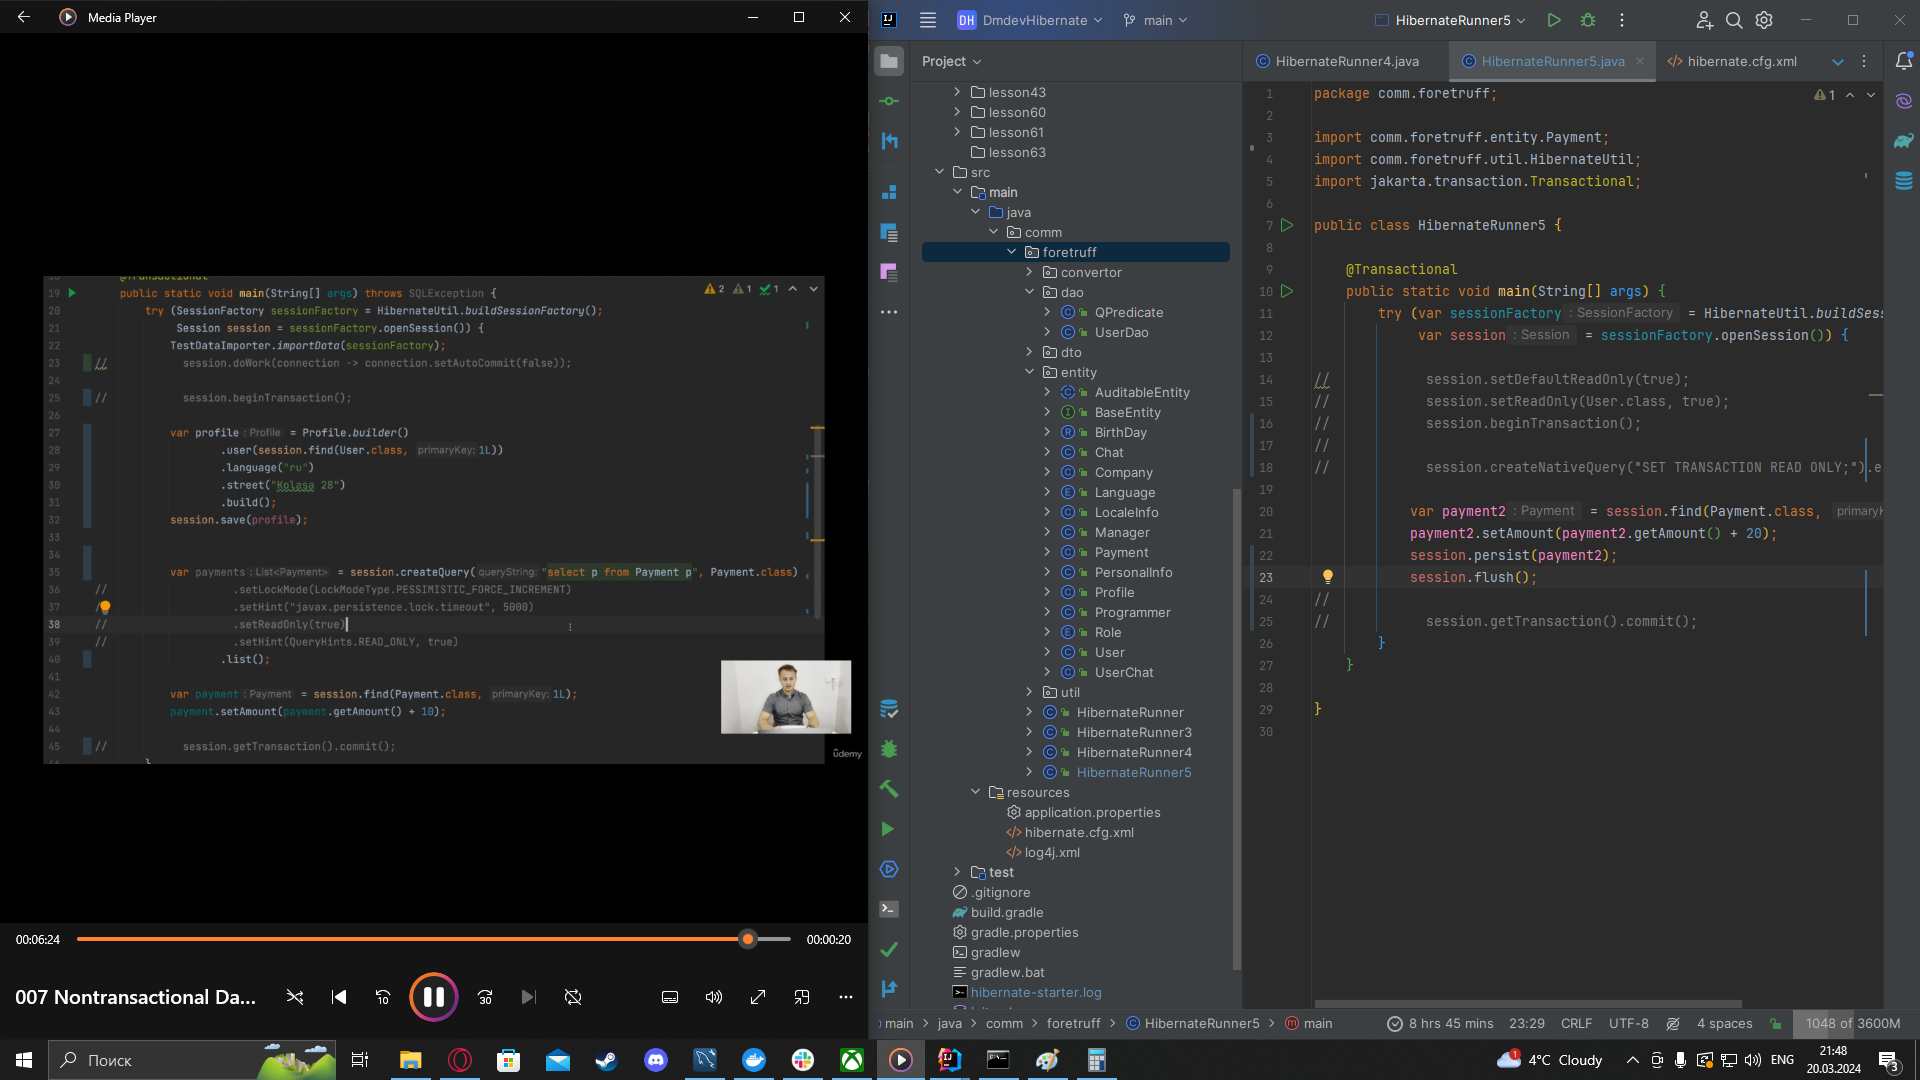 Media Player
@Transactional
19 public static void main(String[] args) throws SQLException {
20 try (SessionFactory sessionFactory = HibernateUtil.buildSessionFactory();
21 Session session = sessionFactory.openSession()) {
22 TestDataImporter.importData(sessionFactory);
23 // session.doWork(connection -> connection.setAutoCommit(false));
24
25 // session.beginTransaction();
26
27 var profile : Profile = Profile.builder()
28 .user(session.find(User.class, primaryKey: 1L))
29 .language("ru")
30 .street("Kolasa 28")
31 .build();
32 session.save(profile);
33
34
35 var payments : List<Payment> = session.createQuery( queryString: "select p from Payment p", Payment.class)
36 // .setLockMode(LockModeType.PESSIMISTIC_FORCE_INCREMENT)
37 // .setHint("javax.persistence.lock.timeout", 5000)
38 // .setReadOnly(true)
39 // .setHint(QueryHints.READ_ONLY, true)
40 .list();
41
42 var payment : Payment = session.find(Payment.class, primaryKey: 1L);
43 payment.setAmount(payment.getAmount() + 10);
44
45 // session.getTransaction().commit();
2 1 1
udemy
00:06:24
00:00:20
007 Nontransactional Da...
10
30
IJ
DH DmdevHibernate
main
HibernateRunner5
Project
lesson43
lesson60
lesson61
lesson63
src
main
java
comm
foretruff
convertor
dao
QPredicate
UserDao
dto
entity
AuditableEntity
BaseEntity
BirthDay
Chat
Company
Language
LocaleInfo
Manager
Payment
PersonalInfo
Profile
Programmer
Role
User
UserChat
util
HibernateRunner
HibernateRunner3
HibernateRunner4
HibernateRunner5
resources
application.properties
hibernate.cfg.xml
log4j.xml
test
.gitignore
build.gradle
gradle.properties
gradlew
gradlew.bat
hibernate-starter.log
HibernateRunner4.java
HibernateRunner5.java
hibernate.cfg.xml
1
1 package comm.foretruff;
2
3 import comm.foretruff.entity.Payment;
4 import comm.foretruff.util.HibernateUtil;
5 import jakarta.transaction.Transactional;
6
7 public class HibernateRunner5 {
8
9 @Transactional
10 public static void main(String[] args) {
11 try (var sessionFactory : SessionFactory = HibernateUtil.buildSes
12 var session : Session = sessionFactory.openSession()) {
13
14 // session.setDefaultReadOnly(true);
15 // session.setReadOnly(User.class, true);
16 // session.beginTransaction();
17 //
18 // session.createNativeQuery("SET TRANSACTION READ ONLY;").e
19
20 var payment2 : Payment = session.find(Payment.class, primaryK
21 payment2.setAmount(payment2.getAmount() + 20);
22 session.persist(payment2);
23 session.flush();
24 //
25 // session.getTransaction().commit();
26 }
27 }
28
29 }
30
main > java > comm > foretruff > HibernateRunner5 > main
8 hrs 45 mins
23:29
CRLF
UTF-8
4 spaces
1048 of 3600M
Поиск
1
4°C Cloudy
ENG
21:48
20.03.2024
3